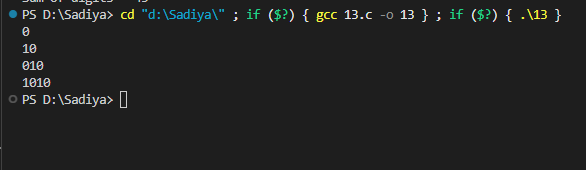 PS D:\Sadiya> cd "d:\Sadiya\" ; if ($?) { gcc 13.c -o 13 } ; if ($?) { .\13 }
0
10
010
1010
PS D:\Sadiya>